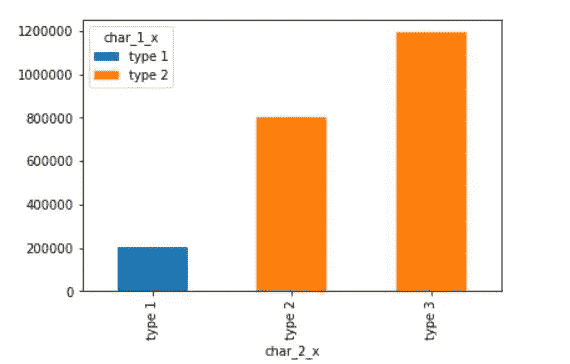 char_1_x
type 1
type 2
1200000
1000000
800000
600000
400000
200000
0
type 1
type 2
type 3
char_2_x